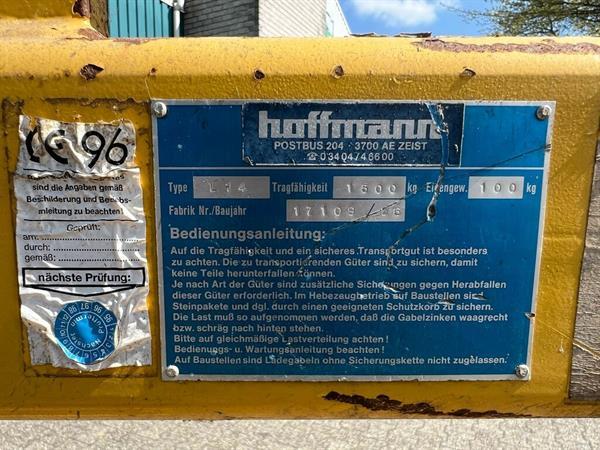 CE 96
sind die Angaben gemäß
Beschilderung und Betriebs-
mleitung zu beachten!
Geprüft:
am:
durch:
gemäß:
nächste Prüfung:
hoffmann
POSTBUS 204 · 3700 AE ZEIST
☎ 03404/46600
Type L14 Tragfähigkeit 1500 kg Eigengew. 100 kg
Fabrik Nr./Baujahr
Bedienungsanleitung:
Auf die Tragfähigkeit und ein sicheres Transportgut ist besonders
zu achten. Die zu transportierenden Güter sind zu sichern, damit
keine Teile herunterfallen können.
Je nach Art der Güter sind zusätzliche Sicherungen gegen Herabfallen
dieser Güter erforderlich. Im Hebezeugbetrieb auf Baustellen sind
Steinpakete und dgl. durch einen geeigneten Schutzkorb zu sichern.
Die Last muß so aufgenommen werden, daß die Gabelzinken waagrecht
bzw. schräg nach hinten stehen.
Bitte auf gleichmäßige Lastverteilung achten!
Bedienungs- u. Wartungsanleitung beachten!
Auf Baustellen sind Ladegabeln ohne Sicherungskette nicht zugelassen.